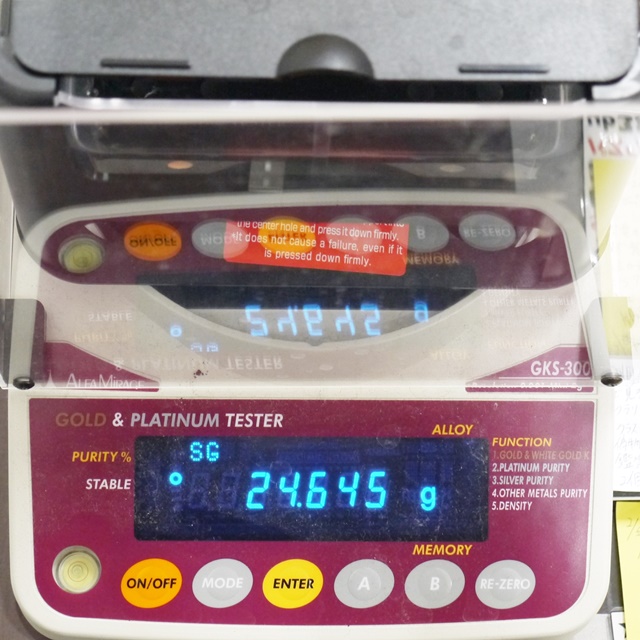 the center hole and press it down firmly.
It does not cause a failure, even if it
is pressed down firmly.
ALFA MIRAGE
GKS-300
GOLD & PLATINUM TESTER
ALLOY
PURITY %
SG
STABLE
24.645 g
FUNCTION
1.GOLD & WHITE GOLD K
2.PLATINUM PURITY
3.SILVER PURITY
4.OTHER METALS PURITY
5.DENSITY
MEMORY
ON/OFF
MODE
ENTER
A
B
RE-ZERO